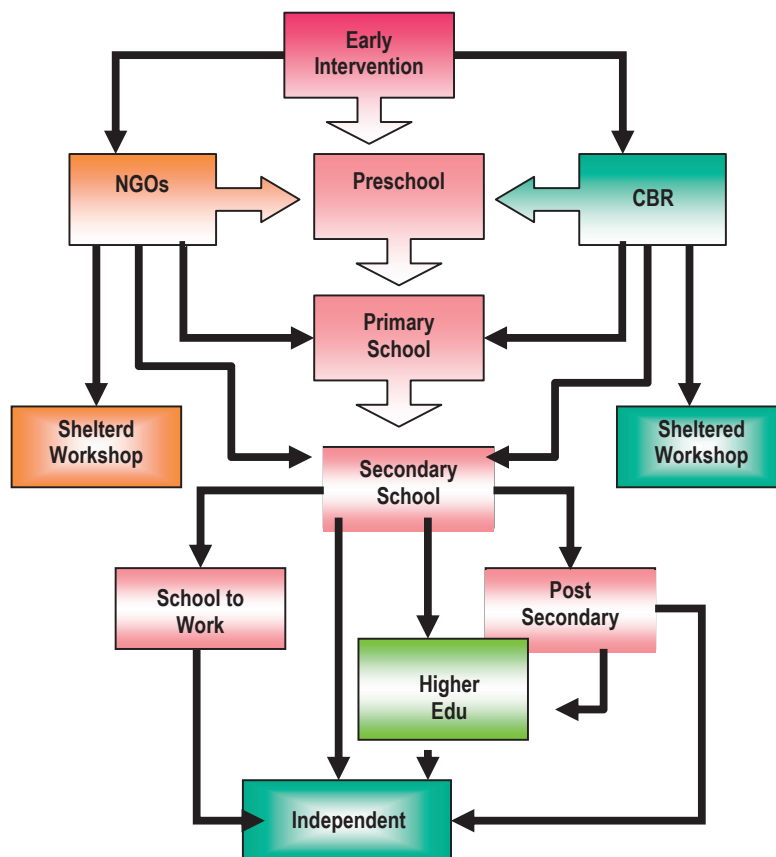 Early
Intervention
NGOs
Preschool
CBR
Primary
School
Shelterd
Workshop
Sheltered
Workshop
Secondary
School
School to
Work
Post
Secondary
Higher
Edu
Independent